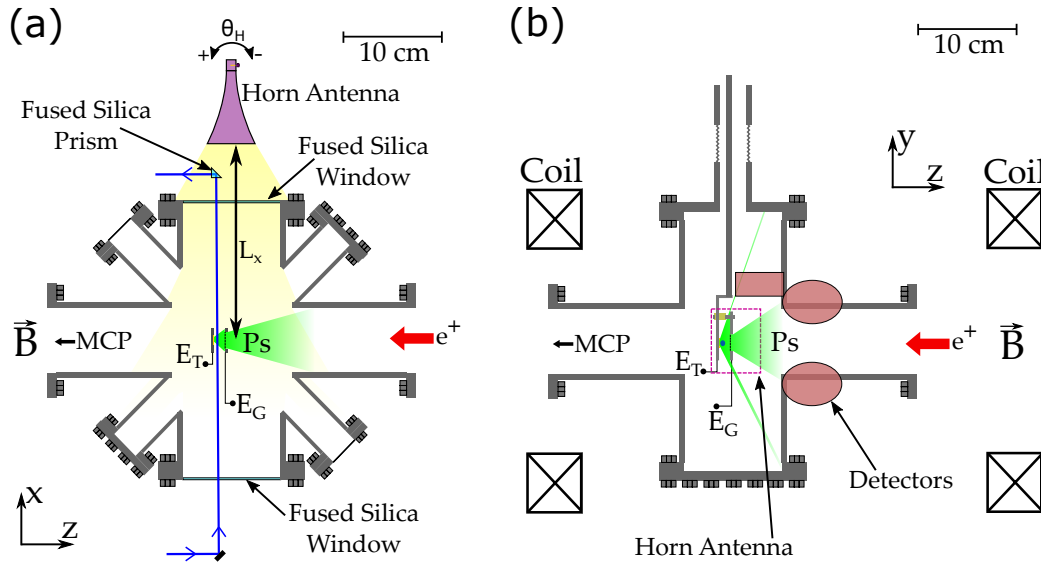 (a)
θH
+ -
10 cm
Horn Antenna
Fused Silica
Prism
Fused Silica
Window
Lx
B
MCP
Ps
e+
ET
EG
x
z
Fused Silica
Window
(b)
10 cm
y
z
Coil
Coil
MCP
Ps
e+
B
ET
EG
Detectors
Horn Antenna